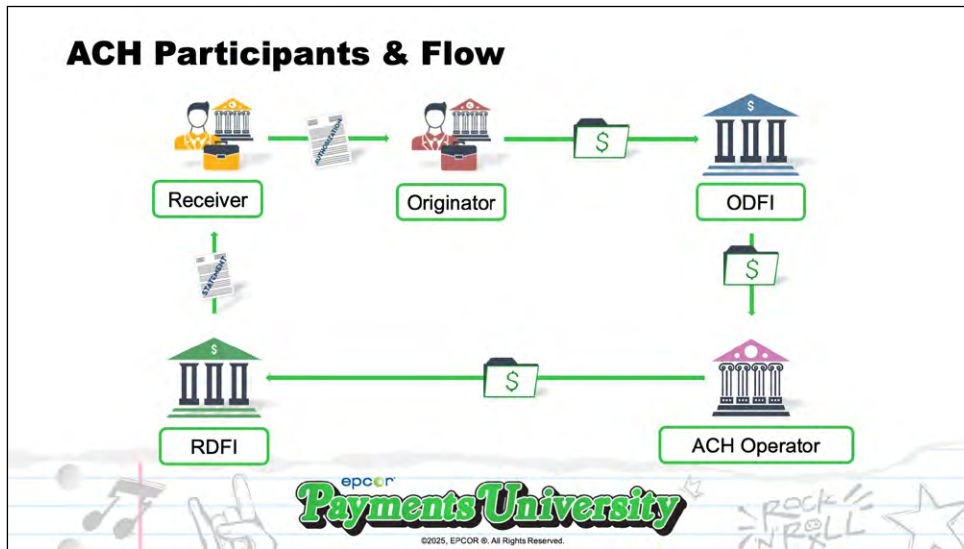 ACH Participants & Flow
AUTHORIZATION
$
$
Receiver
Originator
ODFI
STATEMENT
$
$
$
RDFI
ACH Operator
epcor
Payments University
ROCK
N'
ROLL
©2025, EPCOR ®. All Rights Reserved.